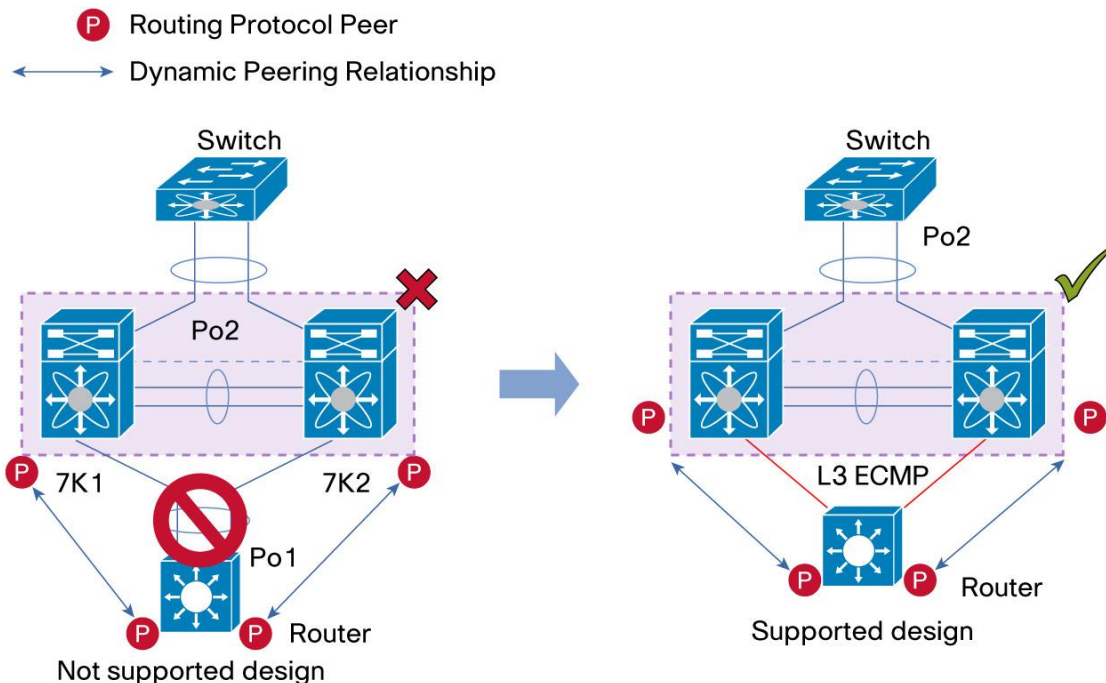 P Routing Protocol Peer
Dynamic Peering Relationship
Switch
Po2
P
P
7K1
7K2
Po1
P
P
Router
Not supported design
Switch
Po2
P
P
L3 ECMP
P
P
Router
Supported design